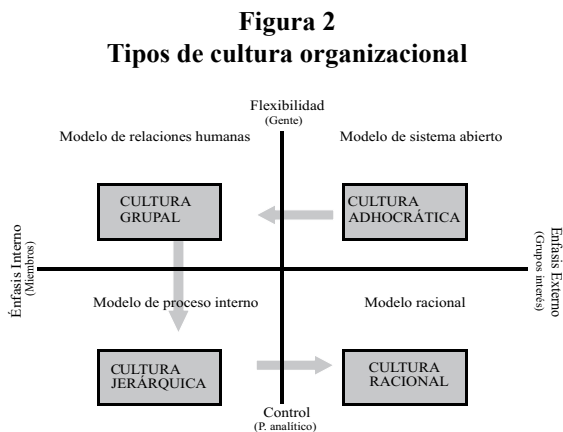 Figura 2
Tipos de cultura organizacional
Flexibilidad
(Gente)
Modelo de relaciones humanas
Modelo de sistema abierto
CULTURA
GRUPAL
CULTURA
ADHOCRÁTICA
Énfasis Interno
(Miembros)
Enfasis Externo
(Grupos interés)
Modelo de proceso interno
Modelo racional
CULTURA
JERÁRQUICA
CULTURA
RACIONAL
Control
(P. analítico)